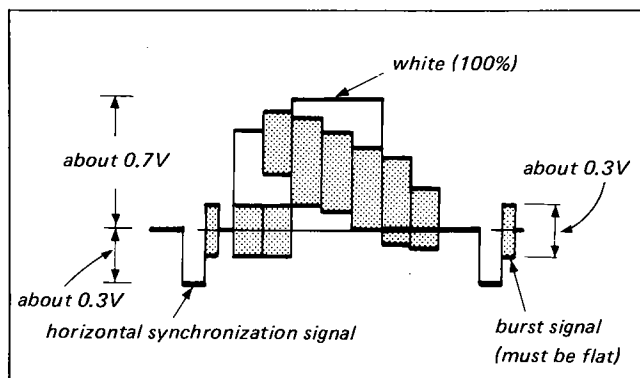 white (100%)
about 0.7V
about 0.3V
about 0.3V
horizontal synchronization signal
burst signal
(must be flat)